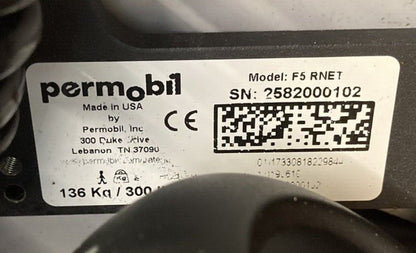 permobil
Made in USA
by
Permobil, Inc
300 Duke Drive
Lebanon TN 37090
136 Kg / 300
Model: F5 RNET
SN: 2582000102
CE